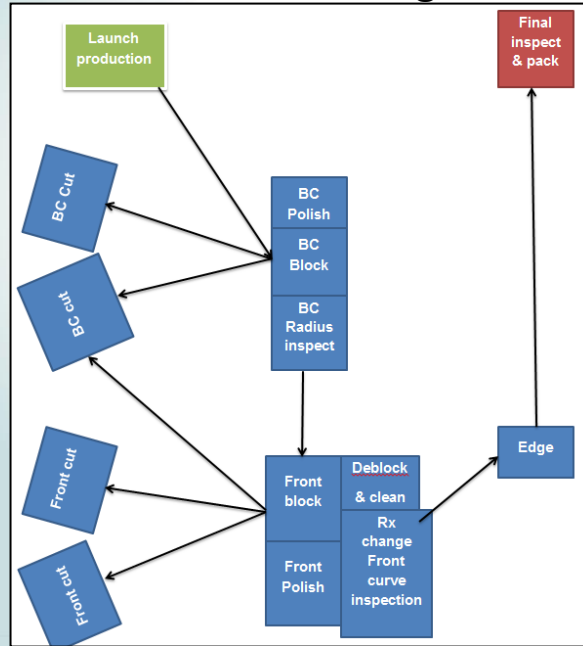 Launch
production
Final
inspect
& pack
BC Cut
BC
Polish
BC
Block
BC cut
BC
Radius
inspect
Front cut
Front
block
Deblock
& clean
Edge
Rx
change
Front
curve
inspection
Front cut
Front
Polish